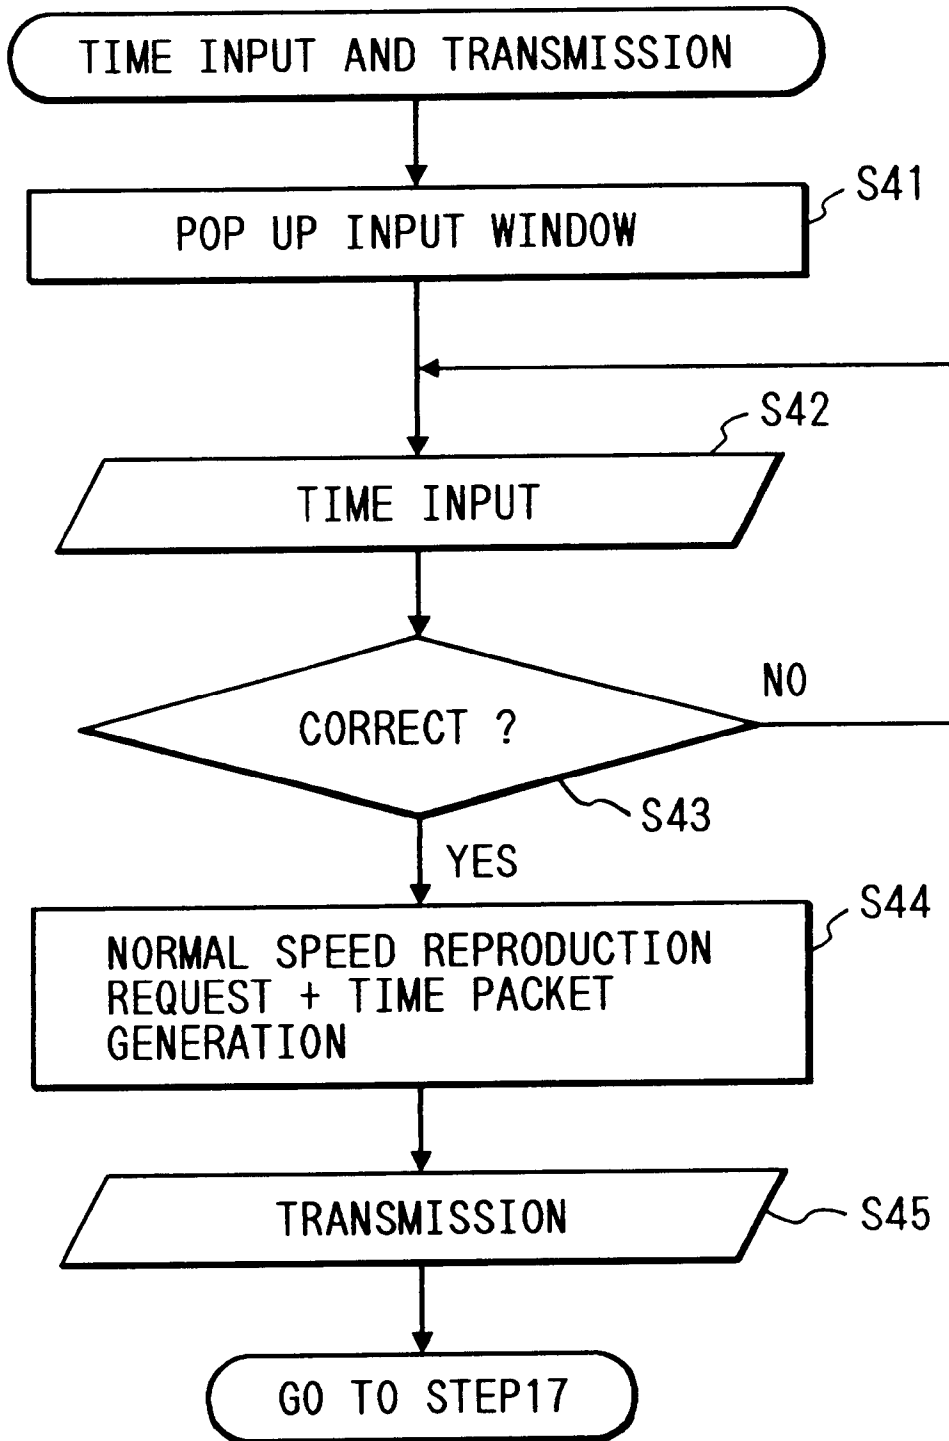 TIME INPUT AND TRANSMISSION
S41
POP UP INPUT WINDOW
S42
TIME INPUT
NO
CORRECT ?
S43
YES
S44
NORMAL SPEED REPRODUCTION
REQUEST + TIME PACKET
GENERATION
TRANSMISSION
S45
GO TO STEP17